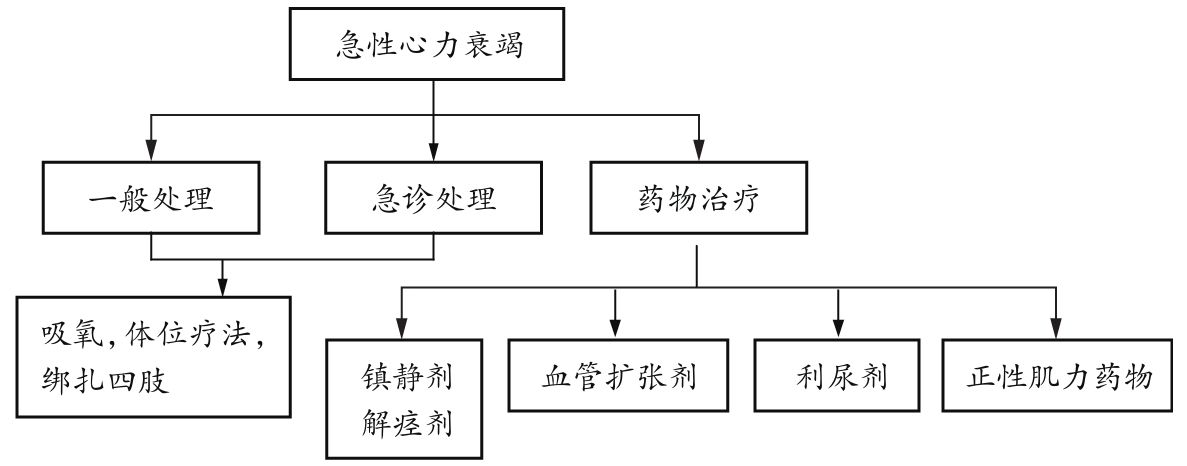 急性心力衰竭
一般处理
急诊处理
药物治疗
吸氧,体位疗法,
绑扎四肢
镇静剂
解痉剂
血管扩张剂
利尿剂
正性肌力药物